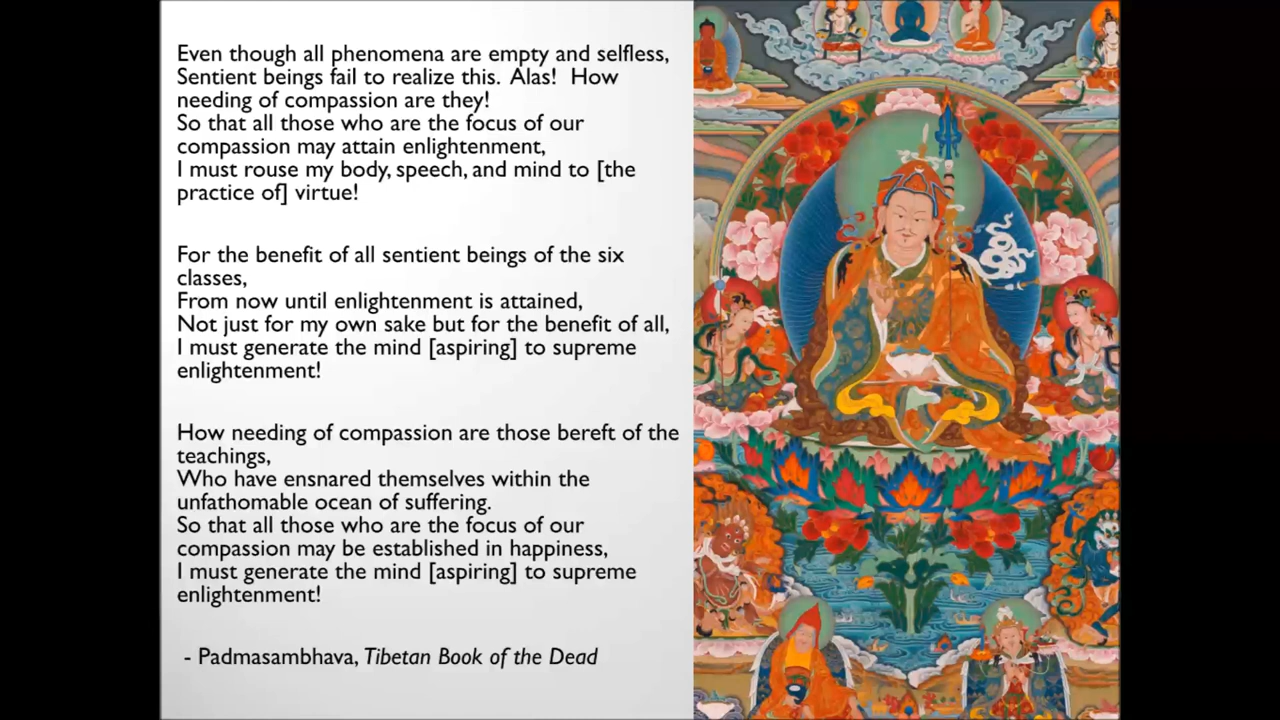 Even though all phenomena are empty and selfless,
Sentient beings fail to realize this. Alas! How
needing of compassion are they!
So that all those who are the focus of our
compassion may attain enlightenment,
I must rouse my body, speech, and mind to [the
practice of] virtue!
For the benefit of all sentient beings of the six
classes,
From now until enlightenment is attained,
Not just for my own sake but for the benefit of all,
I must generate the mind [aspiring] to supreme
enlightenment!
How needing of compassion are those bereft of the
teachings,
Who have ensnared themselves within the
unfathomable ocean of suffering.
So that all those who are the focus of our
compassion may be established in happiness,
I must generate the mind [aspiring] to supreme
enlightenment!
- Padmasambhava, Tibetan Book of the Dead